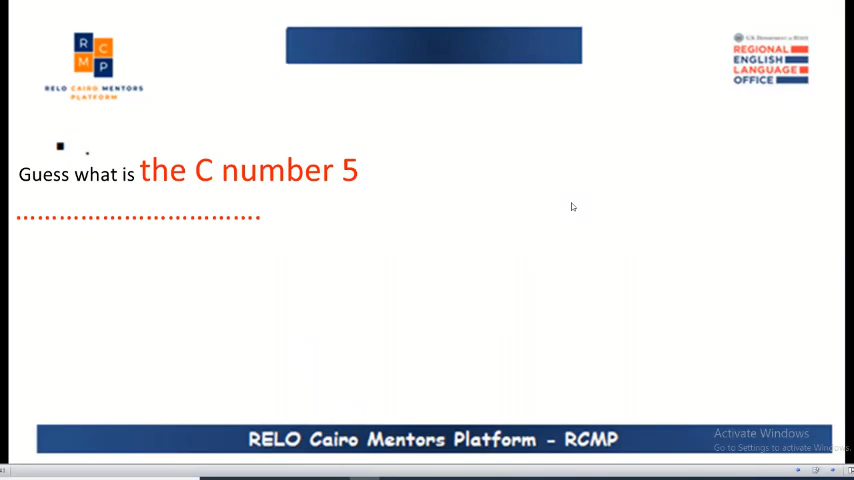 R C
M P
RELO CAIRO MENTORS
PLATFORM
U.S. Department of State
REGIONAL
ENGLISH
LANGUAGE
OFFICE
Guess what is the C number 5
……………………………..
RELO Cairo Mentors Platform - RCMP
Activate Windows
Go to Settings to activate Windows.